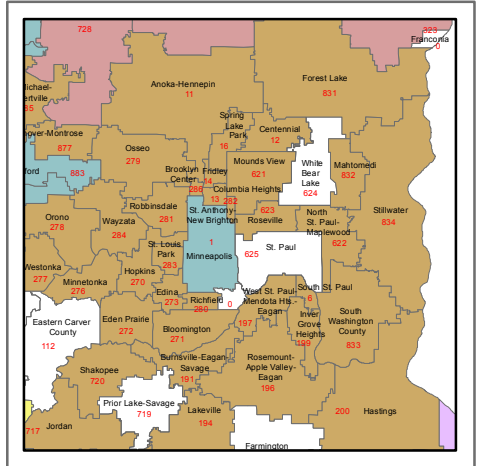 728
323
Franconia
0
Anoka-Hennepin
11
Forest Lake
831
Michael-
ertville
Spring
Lake
Park
16
Centennial
12
over-Montrose
877
Osseo
279
Mounds View
621
White
Bear
Lake
624
Mahtomedi
832
ford
883
Brooklyn
Center
286
Fridley
14
Columbia Heights
13
282
Robbinsdale
281
St. Anthony-
New Brighton
623
Roseville
North
St. Paul-
Maplewood
622
Stillwater
834
Orono
278
Wayzata
284
St. Louis
Park
283
1
Minneapolis
625
St. Paul
Westonka
277
Minnetonka
276
Hopkins
270
Edina
273
Richfield
280
0
West St. Paul-
Mendota Hts.-
Eagan
197
South St. Paul
6
Inver
Grove
Heights
199
South
Washington
County
833
Eastern Carver
County
112
Eden Prairie
272
Bloomington
271
Burnsville-Eagan-
Savage
191
Rosemount-
Apple Valley-
Eagan
196
Shakopee
720
Prior Lake-Savage
719
Lakeville
194
200
Hastings
717
Jordan
Farmington